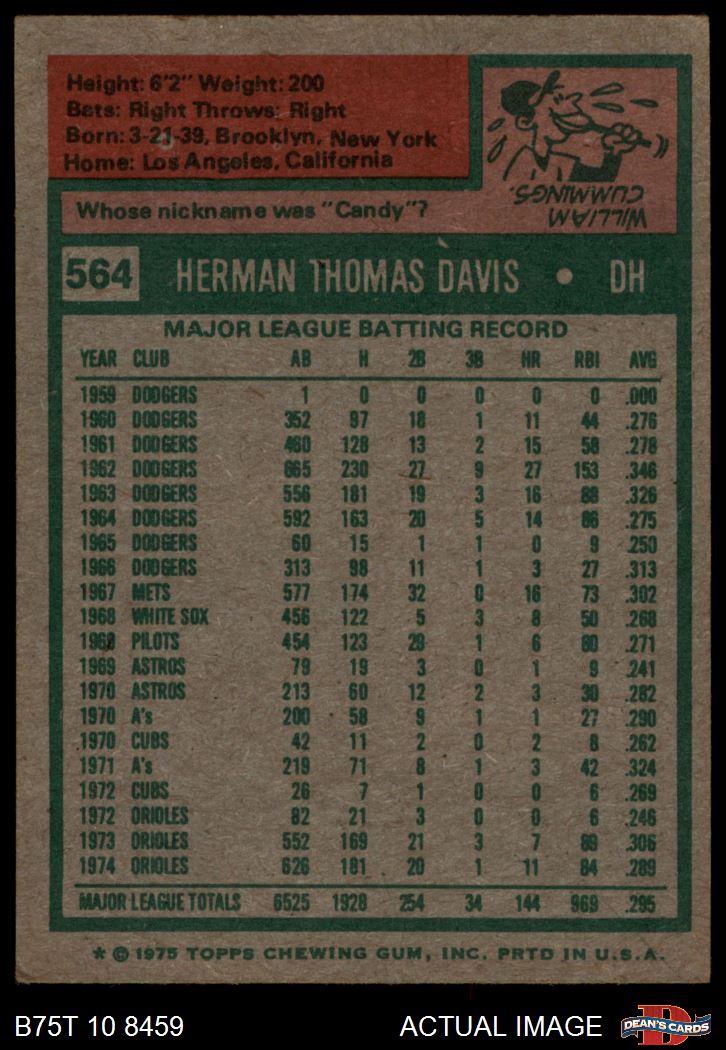 Height: 6'2" Weight: 200
Bats: Right Throws: Right
Born: 3-21-39, Brooklyn, New York
Home: Los Angeles, California
WILLIAM
CUMMINGS.
Whose nickname was "Candy"?
564 HERMAN THOMAS DAVIS • DH
MAJOR LEAGUE BATTING RECORD
YEAR CLUB AB H 2B 3B HR RBI AVG
1959 DODGERS 1 0 0 0 0 0 .000
1960 DODGERS 352 97 18 1 11 44 .276
1961 DODGERS 460 128 13 2 15 58 .278
1962 DODGERS 665 230 27 9 27 153 .346
1963 DODGERS 556 181 19 3 16 88 .326
1964 DODGERS 592 163 20 5 14 86 .275
1965 DODGERS 60 15 1 1 0 9 .250
1966 DODGERS 313 98 11 1 3 27 .313
1967 METS 577 174 32 0 16 73 .302
1968 WHITE SOX 456 122 5 3 8 50 .268
1969 PILOTS 454 123 29 1 6 80 .271
1969 ASTROS 79 19 3 0 1 9 .241
1970 ASTROS 213 60 12 2 3 30 .282
1970 A's 200 58 9 1 1 27 .290
1970 CUBS 42 11 2 0 2 8 .262
1971 A's 219 71 8 1 3 42 .324
1972 CUBS 26 7 1 0 0 6 .269
1972 ORIOLES 82 21 3 0 0 6 .246
1973 ORIOLES 552 169 21 3 7 89 .306
1974 ORIOLES 626 181 20 1 11 84 .289
MAJOR LEAGUE TOTALS 6525 1928 254 34 144 969 .295
* © 1975 TOPPS CHEWING GUM, INC. PRTD IN U.S.A.
B75T 10 8459 ACTUAL IMAGE DEAN'S CARDS